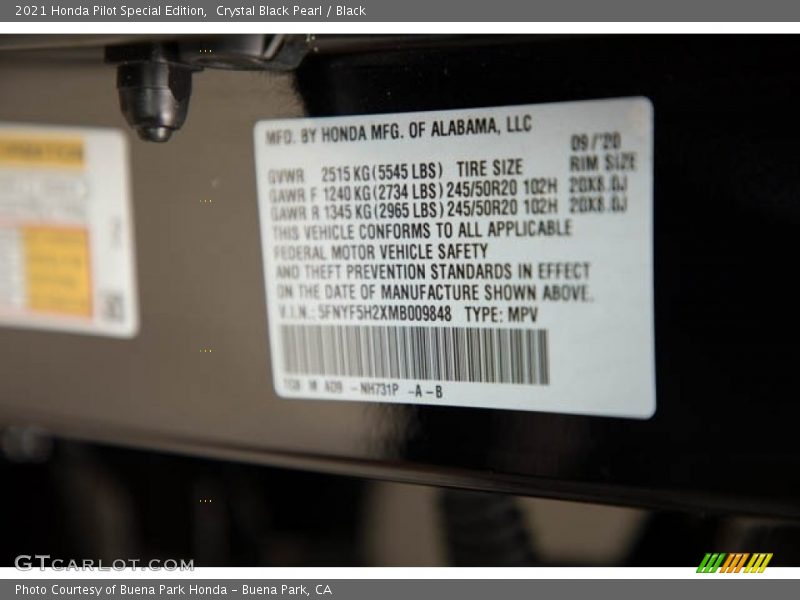 2021 Honda Pilot Special Edition, Crystal Black Pearl / Black
MFD. BY HONDA MFG. OF ALABAMA, LLC
09/'20
GVWR 2515 KG (5545 LBS) TIRE SIZE RIM SIZE
GAWR F 1240 KG (2734 LBS) 245/50R20 102H 20X8.0J
GAWR R 1345 KG (2965 LBS) 245/50R20 102H 20X8.0J
THIS VEHICLE CONFORMS TO ALL APPLICABLE
FEDERAL MOTOR VEHICLE SAFETY
AND THEFT PREVENTION STANDARDS IN EFFECT
ON THE DATE OF MANUFACTURE SHOWN ABOVE.
V.I.N.: 5FNYF5H2XMB009848 TYPE: MPV
- NH731P -A-B
GTCARLOT.COM
Photo Courtesy of Buena Park Honda - Buena Park, CA